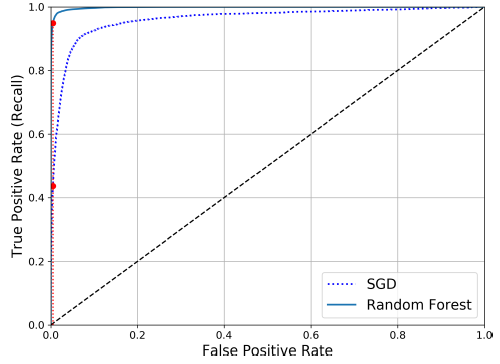 1.0
0.8
0.6
0.4
0.2
0.0
True Positive Rate (Recall)
SGD
Random Forest
0.0 0.2 0.4 0.6 0.8 1.0
False Positive Rate